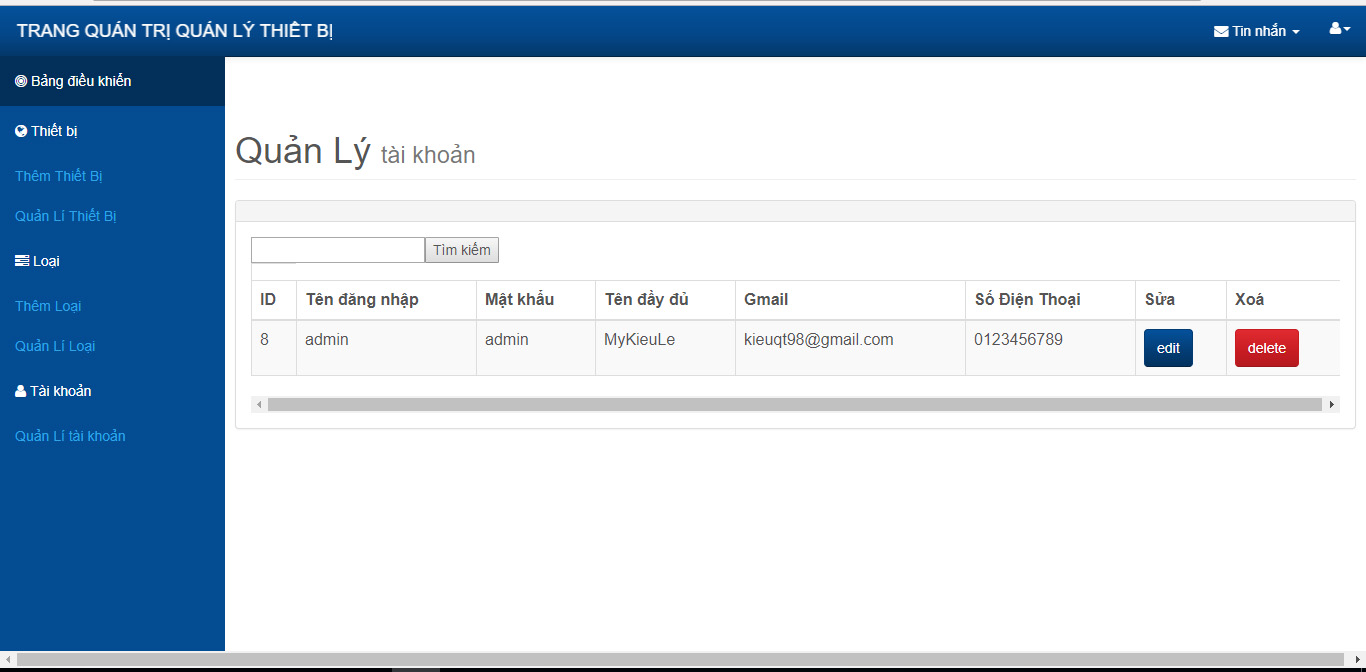 TRANG QUẢN TRỊ QUẢN LÝ THIẾT BỊ
Tin nhắn
Bảng điều khiển
Thiết bị
Thêm Thiết Bị
Quản Lí Thiết Bị
Loại
Thêm Loại
Quản Lí Loại
Tài khoản
Quản Lí tài khoản
Quản Lý tài khoản
Tìm kiếm
ID Tên đăng nhập Mật khẩu Tên đầy đủ Gmail Số Điện Thoại Sửa Xoá
8 admin admin MyKieuLe kieuqt98@gmail.com 0123456789 edit delete